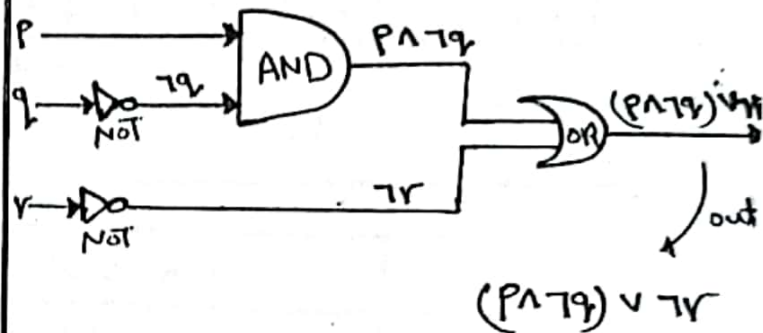 p
AND
p∧¬q
q
¬q
NOT
OR
(p∧¬q)∨¬r
r
¬r
NOT
out
(p∧¬q) ∨ ¬r